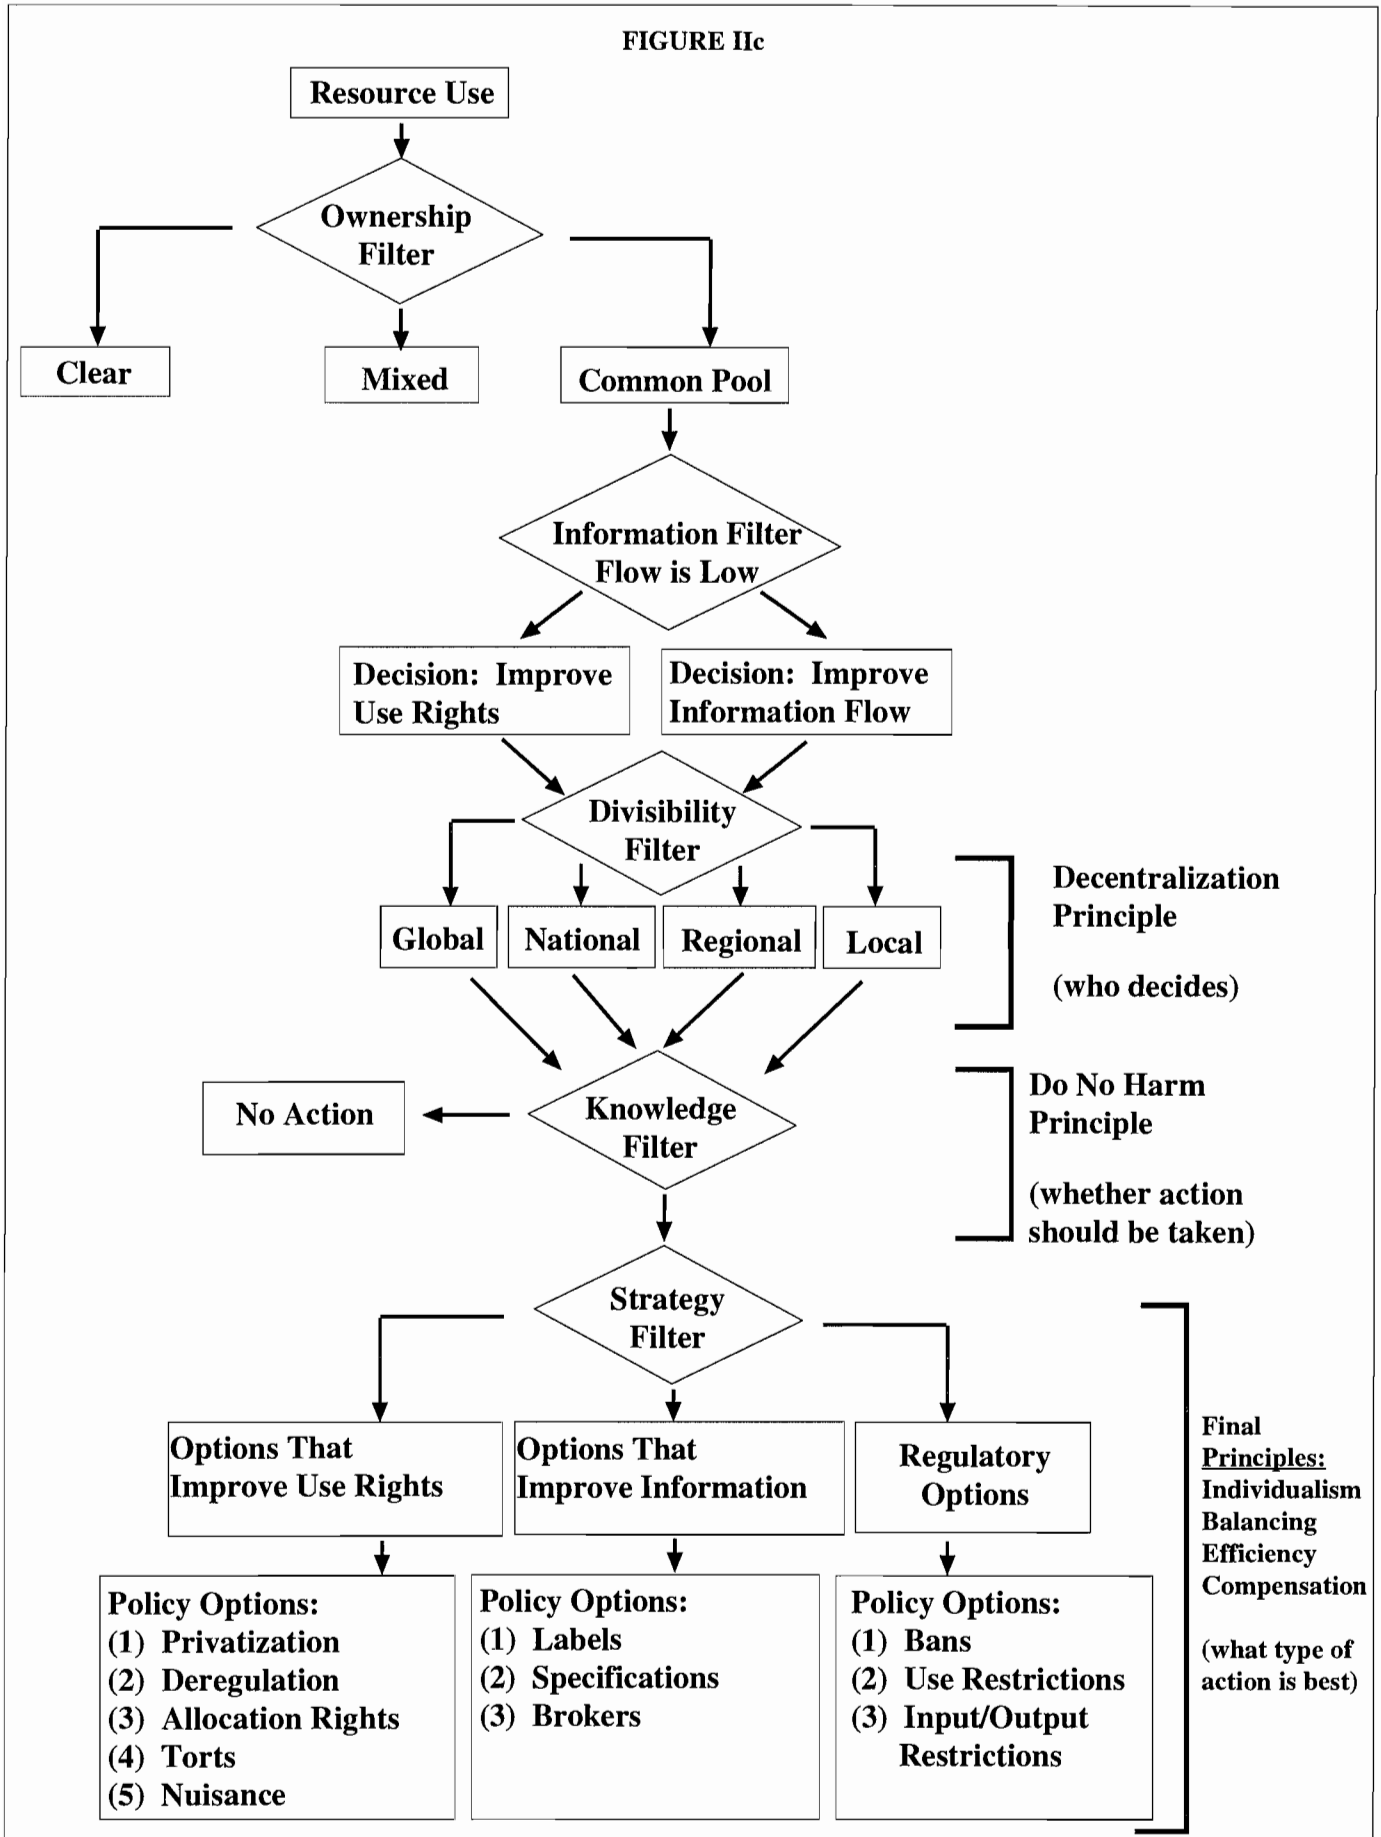 FIGURE IIc
Resource Use
Ownership
Filter
Clear
Mixed
Common Pool
Information Filter
Flow is Low
Decision: Improve
Use Rights
Decision: Improve
Information Flow
Divisibility
Filter
Global
National
Regional
Local
Decentralization
Principle
(who decides)
No Action
Knowledge
Filter
Do No Harm
Principle
(whether action
should be taken)
Strategy
Filter
Options That
Improve Use Rights
Options That
Improve Information
Regulatory
Options
Policy Options:
(1) Privatization
(2) Deregulation
(3) Allocation Rights
(4) Torts
(5) Nuisance
Policy Options:
(1) Labels
(2) Specifications
(3) Brokers
Policy Options:
(1) Bans
(2) Use Restrictions
(3) Input/Output
Restrictions
Final
Principles:
Individualism
Balancing
Efficiency
Compensation
(what type of
action is best)